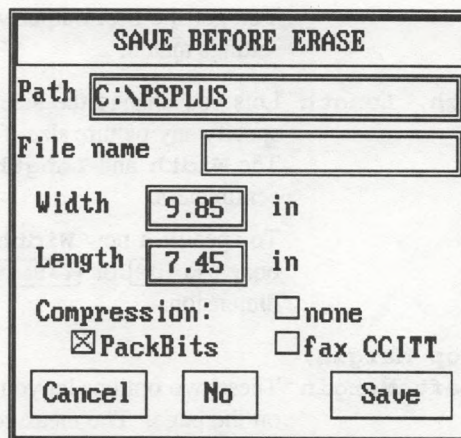 SAVE BEFORE ERASE
Path C:\PSPLUS
File name
Width 9.85 in
Length 7.45 in
Compression: none
PackBits fax CCITT
Cancel No Save